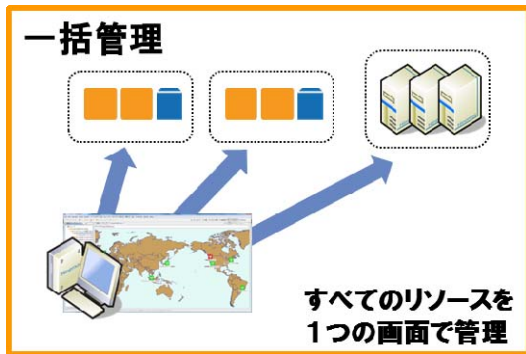 一括管理
すべてのリソースを
１つの画面で管理